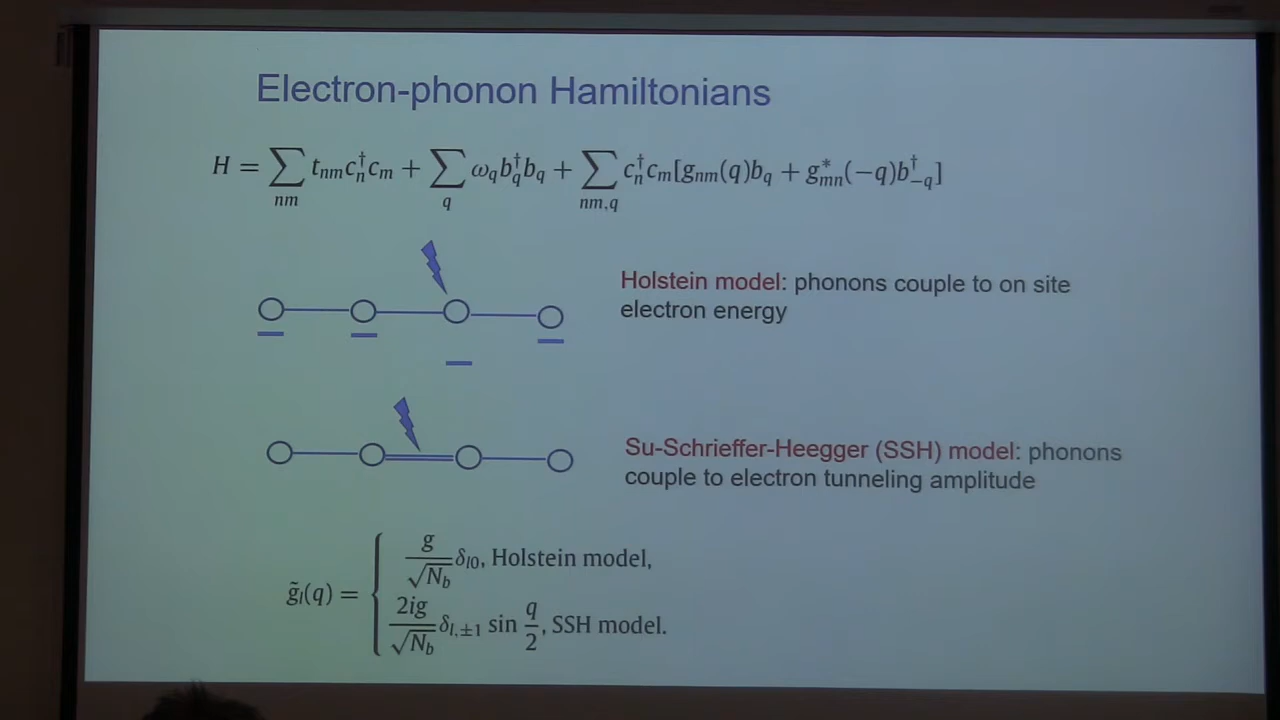 Electron-phonon Hamiltonians
H = ∑_{nm} t_{nm}c_n^†c_m + ∑_q ω_q b_q^†b_q + ∑_{nm,q} c_n^†c_m[g_{nm}(q)b_q + g_{mn}^*(−q)b_{−q}^†]
Holstein model: phonons couple to on site
electron energy
Su-Schrieffer-Heegger (SSH) model: phonons
couple to electron tunneling amplitude
g̃_l(q) = { g/√N_b δ_{l0}, Holstein model,
2ig/√N_b δ_{l,±1} sin q/2, SSH model.